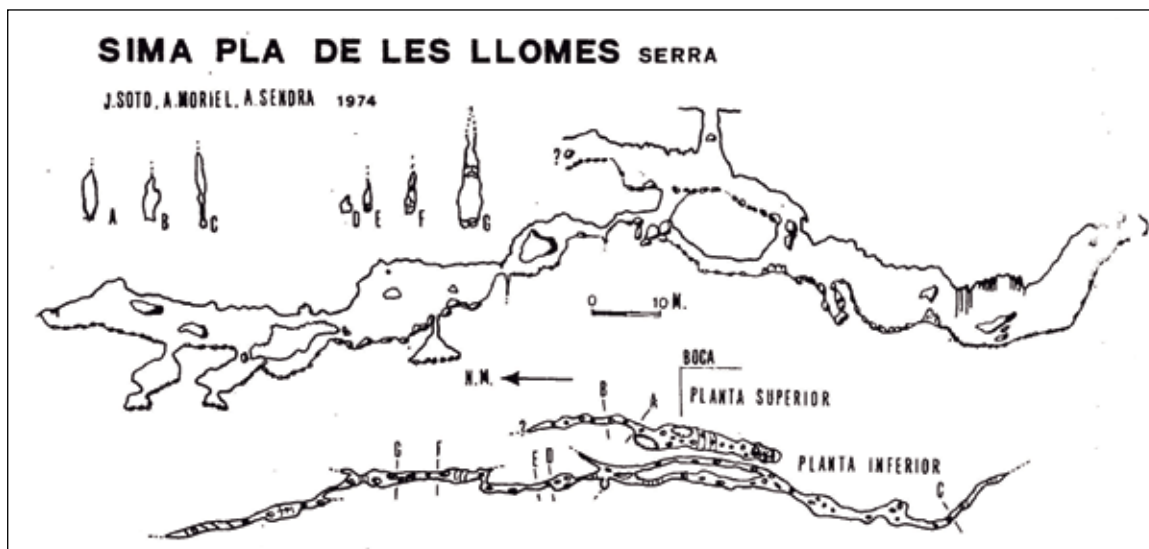 SIMA PLA DE LES LLOMES SERRA
J.SOTO, A.MORIEL, A.SENDRA 1974
?
A B C D E F G
0 10 M.
N.M.
BOCA
PLANTA SUPERIOR
B A
?
PLANTA INFERIOR
G F E D C